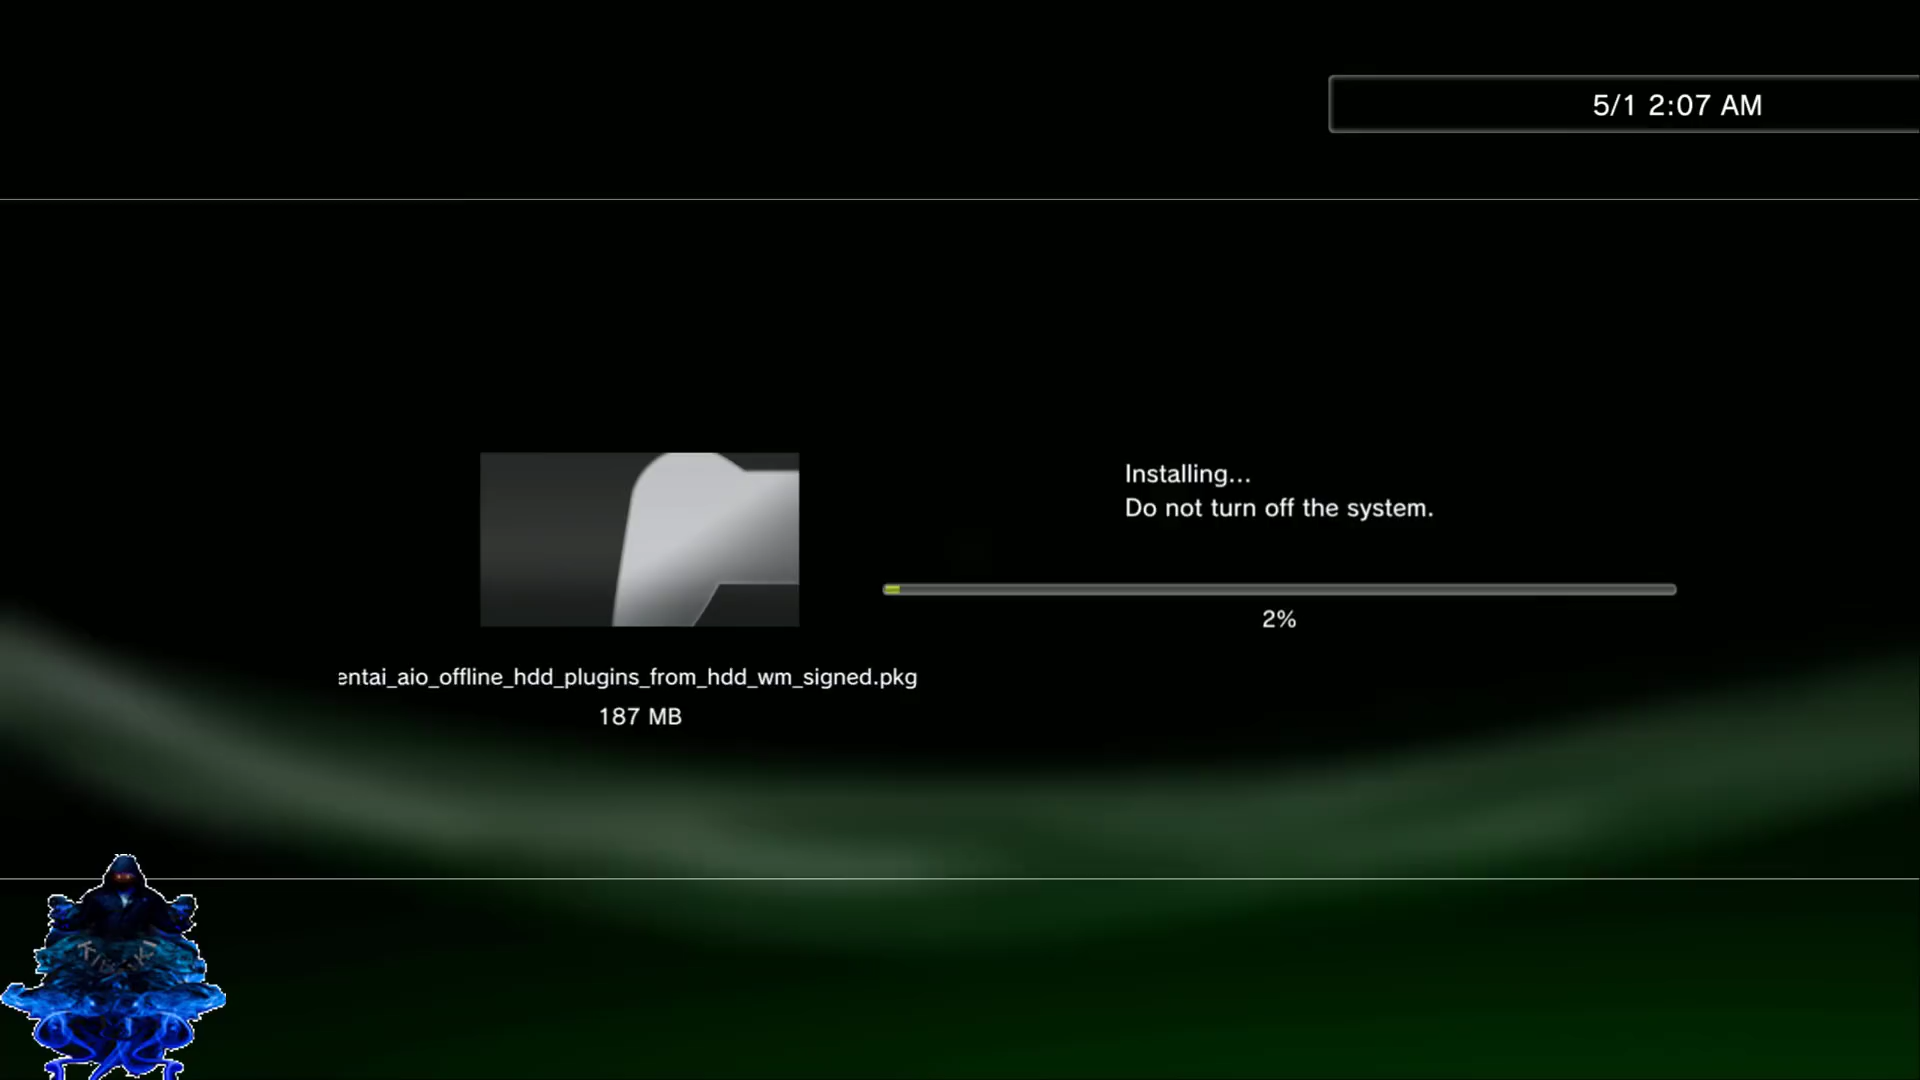 5/1 2:07 AM
Installing...
Do not turn off the system.
2%
entai_aio_offline_hdd_plugins_from_hdd_wm_signed.pkg
187 MB